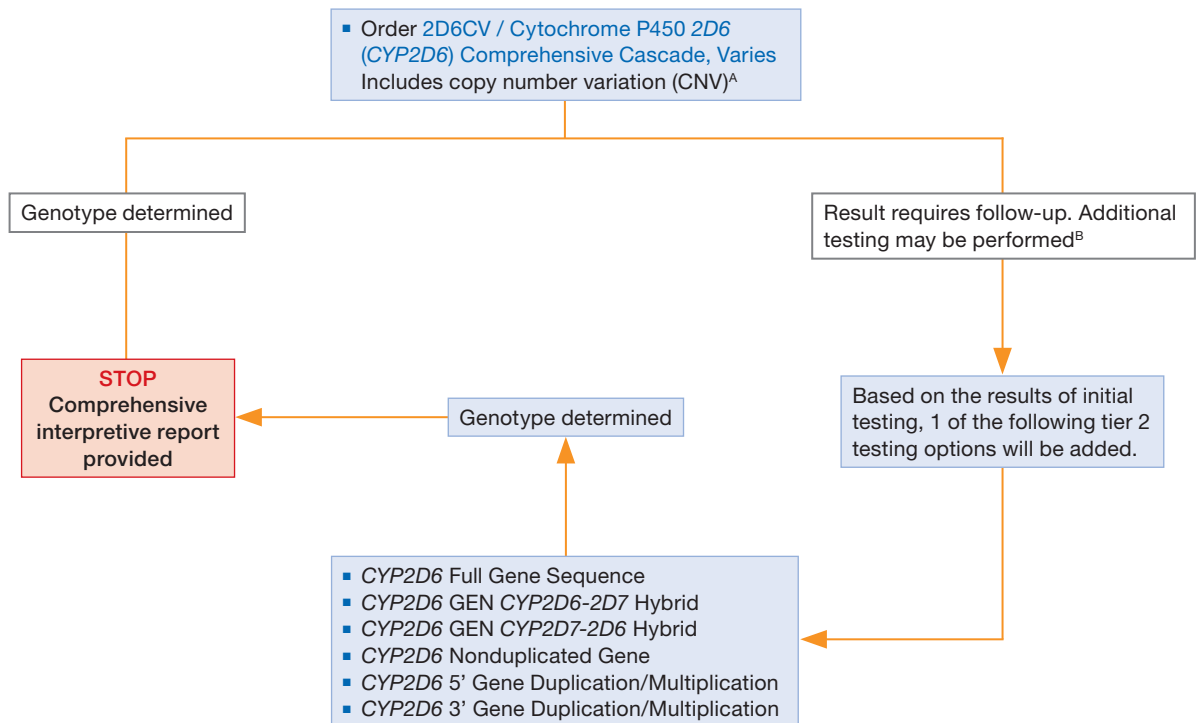 ▪ Order 2D6CV / Cytochrome P450 2D6
(CYP2D6) Comprehensive Cascade, Varies
Includes copy number variation (CNV)ᴬ
Genotype determined
Result requires follow-up. Additional
testing may be performedᴮ
STOP
Comprehensive
interpretive report
provided
Genotype determined
Based on the results of initial
testing, 1 of the following tier 2
testing options will be added.
▪ CYP2D6 Full Gene Sequence
▪ CYP2D6 GEN CYP2D6-2D7 Hybrid
▪ CYP2D6 GEN CYP2D7-2D6 Hybrid
▪ CYP2D6 Nonduplicated Gene
▪ CYP2D6 5’ Gene Duplication/Multiplication
▪ CYP2D6 3’ Gene Duplication/Multiplication